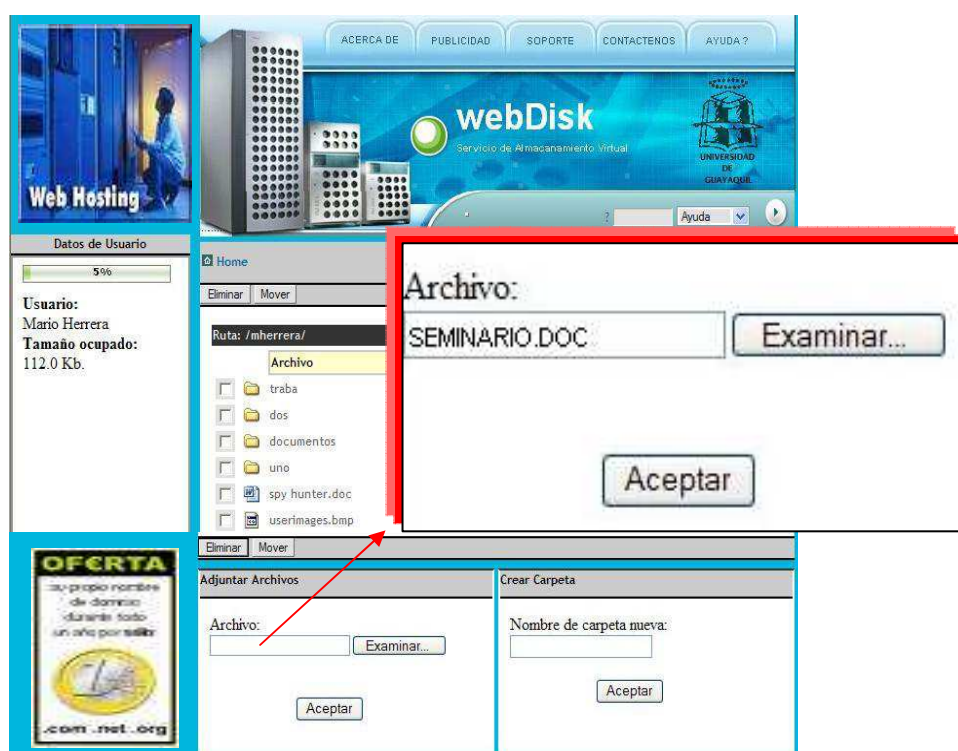 ACERCA DE PUBLICIDAD SOPORTE CONTACTENOS AYUDA ?
webDisk
Servicio de Almacanamiento Virtual
UNIVERSIDAD
DE
GUAYAQUIL
Web Hosting
? Ayuda
Datos de Usuario
5%
Usuario:
Mario Herrera
Tamaño ocupado:
112.0 Kb.
Home
Eliminar Mover
Ruta: /mherrera/
Archivo
traba
dos
documentos
uno
spy hunter.doc
userimages.bmp
Eliminar Mover
Archivo:
SEMINARIO.DOC Examinar...
Aceptar
OFERTA
su propio nombre
de dominio
durante todo
un año por
.com .net .org
Adjuntar Archivos
Archivo:
Examinar...
Aceptar
Crear Carpeta
Nombre de carpeta nueva:
Aceptar